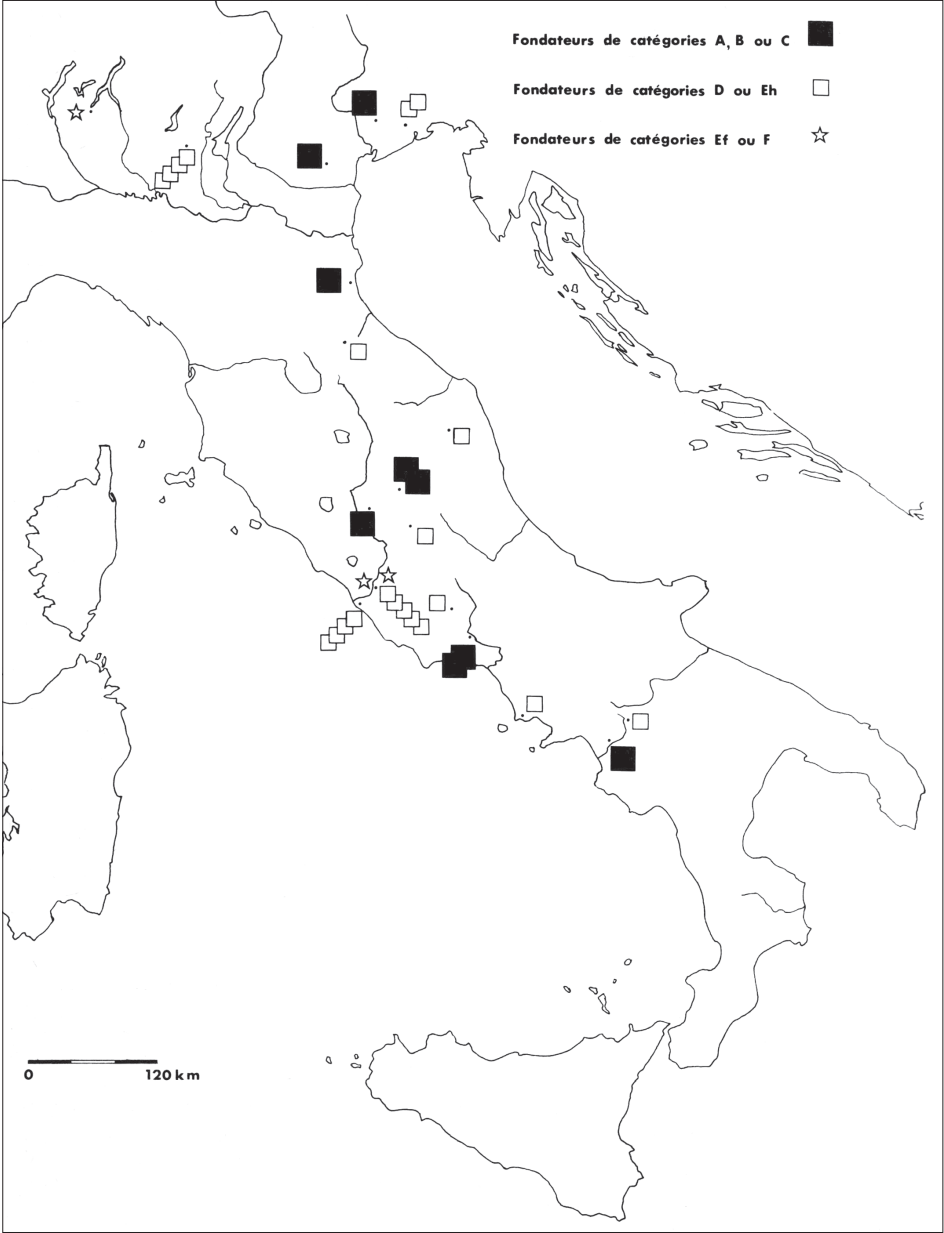 Fondateurs de catégories A, B ou C
Fondateurs de catégories D ou Eh
Fondateurs de catégories Ef ou F
0 120 km